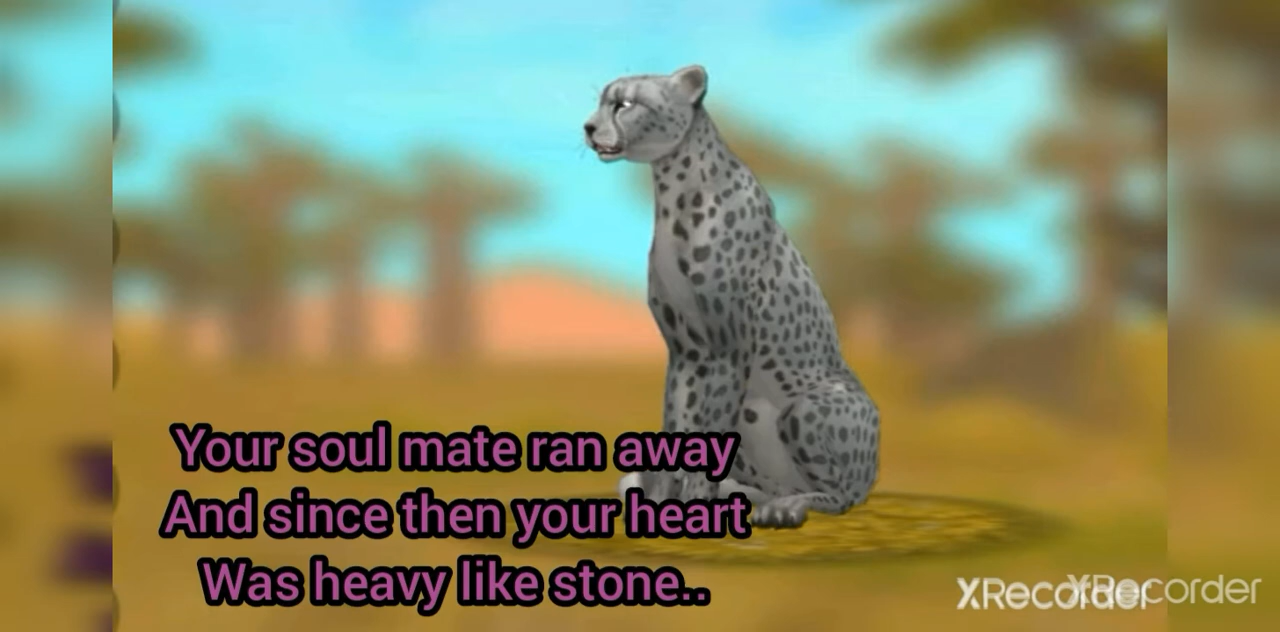 Your soul mate ran away
And since then your heart
Was heavy like stone..
XRecorder
XRecorder